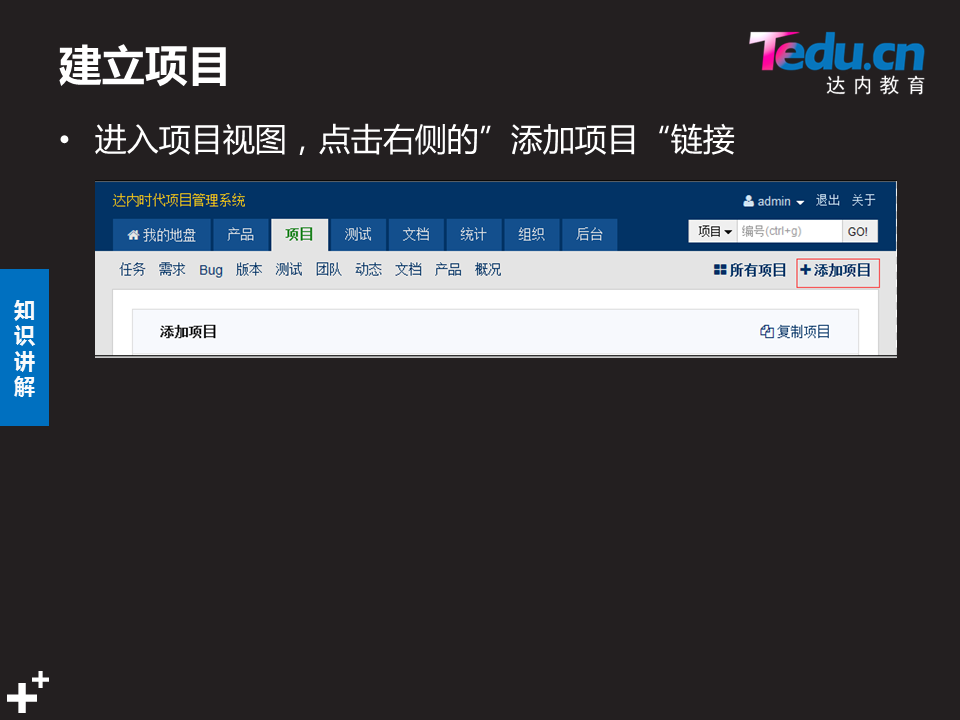 建立项目
Tedu.cn
达内教育
• 进入项目视图，点击右侧的”添加项目“链接
达内时代项目管理系统 admin 退出 关于
我的地盘 产品 项目 测试 文档 统计 组织 后台 项目 编号(ctrl+g) GO!
任务 需求 Bug 版本 测试 团队 动态 文档 产品 概况 所有项目 +添加项目
添加项目 复制项目
知识讲解